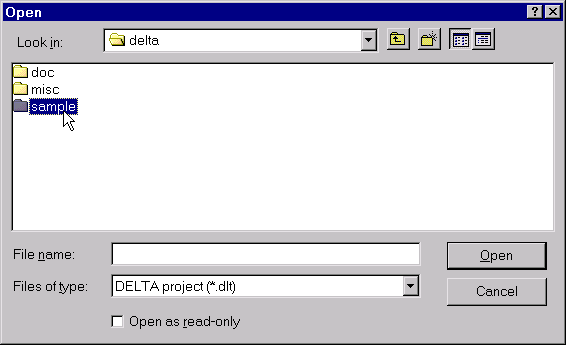 Open
Look in: delta
doc
misc
sample
File name: Open
Files of type: DELTA project (*.dlt) Cancel
Open as read-only